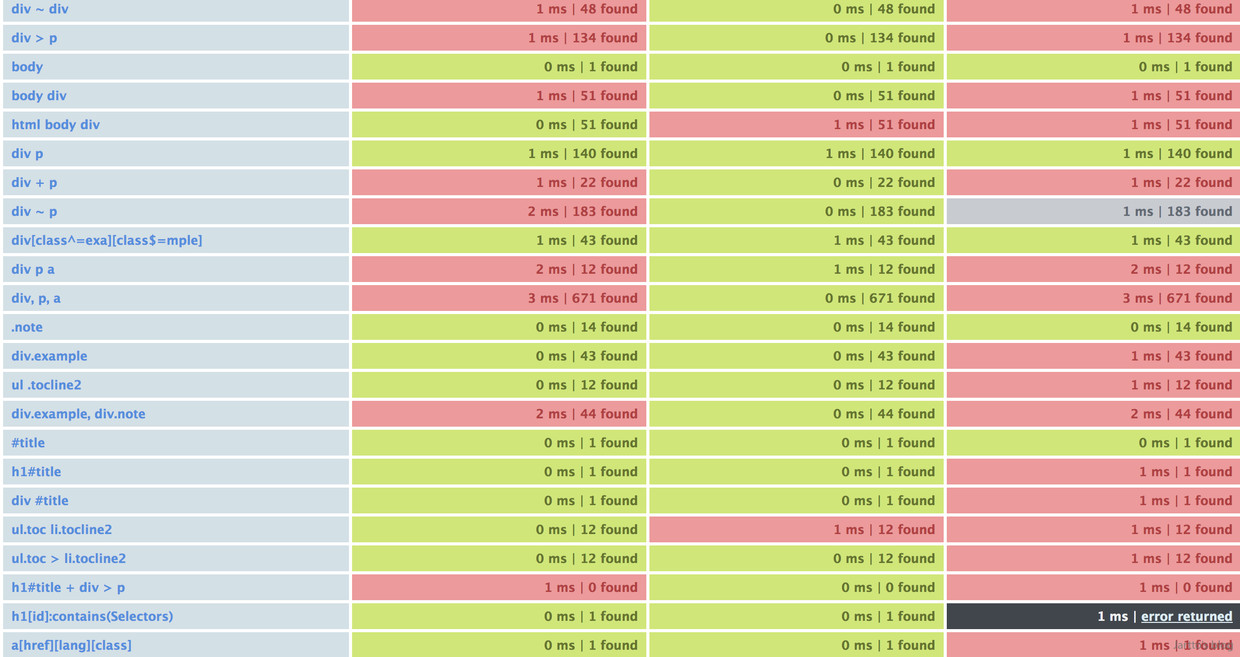 div ~ div 1 ms | 48 found 0 ms | 48 found 1 ms | 48 found
div > p 1 ms | 134 found 0 ms | 134 found 1 ms | 134 found
body 0 ms | 1 found 0 ms | 1 found 0 ms | 1 found
body div 1 ms | 51 found 0 ms | 51 found 1 ms | 51 found
html body div 0 ms | 51 found 1 ms | 51 found 1 ms | 51 found
div p 1 ms | 140 found 1 ms | 140 found 1 ms | 140 found
div + p 1 ms | 22 found 0 ms | 22 found 1 ms | 22 found
div ~ p 2 ms | 183 found 0 ms | 183 found 1 ms | 183 found
div[class^=exa][class$=mple] 1 ms | 43 found 1 ms | 43 found 1 ms | 43 found
div p a 2 ms | 12 found 1 ms | 12 found 2 ms | 12 found
div, p, a 3 ms | 671 found 0 ms | 671 found 3 ms | 671 found
.note 0 ms | 14 found 0 ms | 14 found 0 ms | 14 found
div.example 0 ms | 43 found 0 ms | 43 found 1 ms | 43 found
ul .tocline2 0 ms | 12 found 0 ms | 12 found 1 ms | 12 found
div.example, div.note 2 ms | 44 found 0 ms | 44 found 2 ms | 44 found
#title 0 ms | 1 found 0 ms | 1 found 0 ms | 1 found
h1#title 0 ms | 1 found 0 ms | 1 found 1 ms | 1 found
div #title 0 ms | 1 found 0 ms | 1 found 1 ms | 1 found
ul.toc li.tocline2 0 ms | 12 found 1 ms | 12 found 1 ms | 12 found
ul.toc > li.tocline2 0 ms | 12 found 0 ms | 12 found 1 ms | 12 found
h1#title + div > p 1 ms | 0 found 0 ms | 0 found 1 ms | 0 found
h1[id]:contains(Selectors) 0 ms | 1 found 0 ms | 1 found 1 ms | error returned
a[href][lang][class] 0 ms | 1 found 0 ms | 1 found 1 ms | 1 found